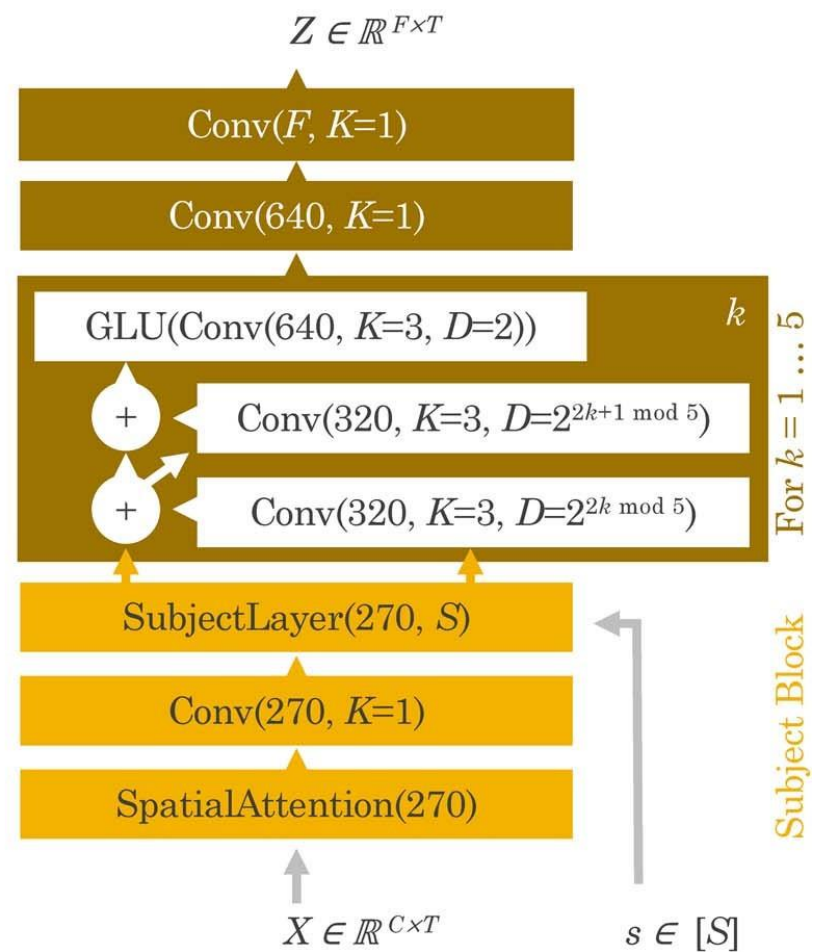 Z ∈ ℝ^{F×T}
Conv(F, K=1)
Conv(640, K=1)
k
GLU(Conv(640, K=3, D=2))
+
Conv(320, K=3, D=2^{2k+1 mod 5})
+
Conv(320, K=3, D=2^{2k mod 5})
For k = 1 … 5
SubjectLayer(270, S)
Conv(270, K=1)
SpatialAttention(270)
Subject Block
X ∈ ℝ^{C×T}
s ∈ [S]